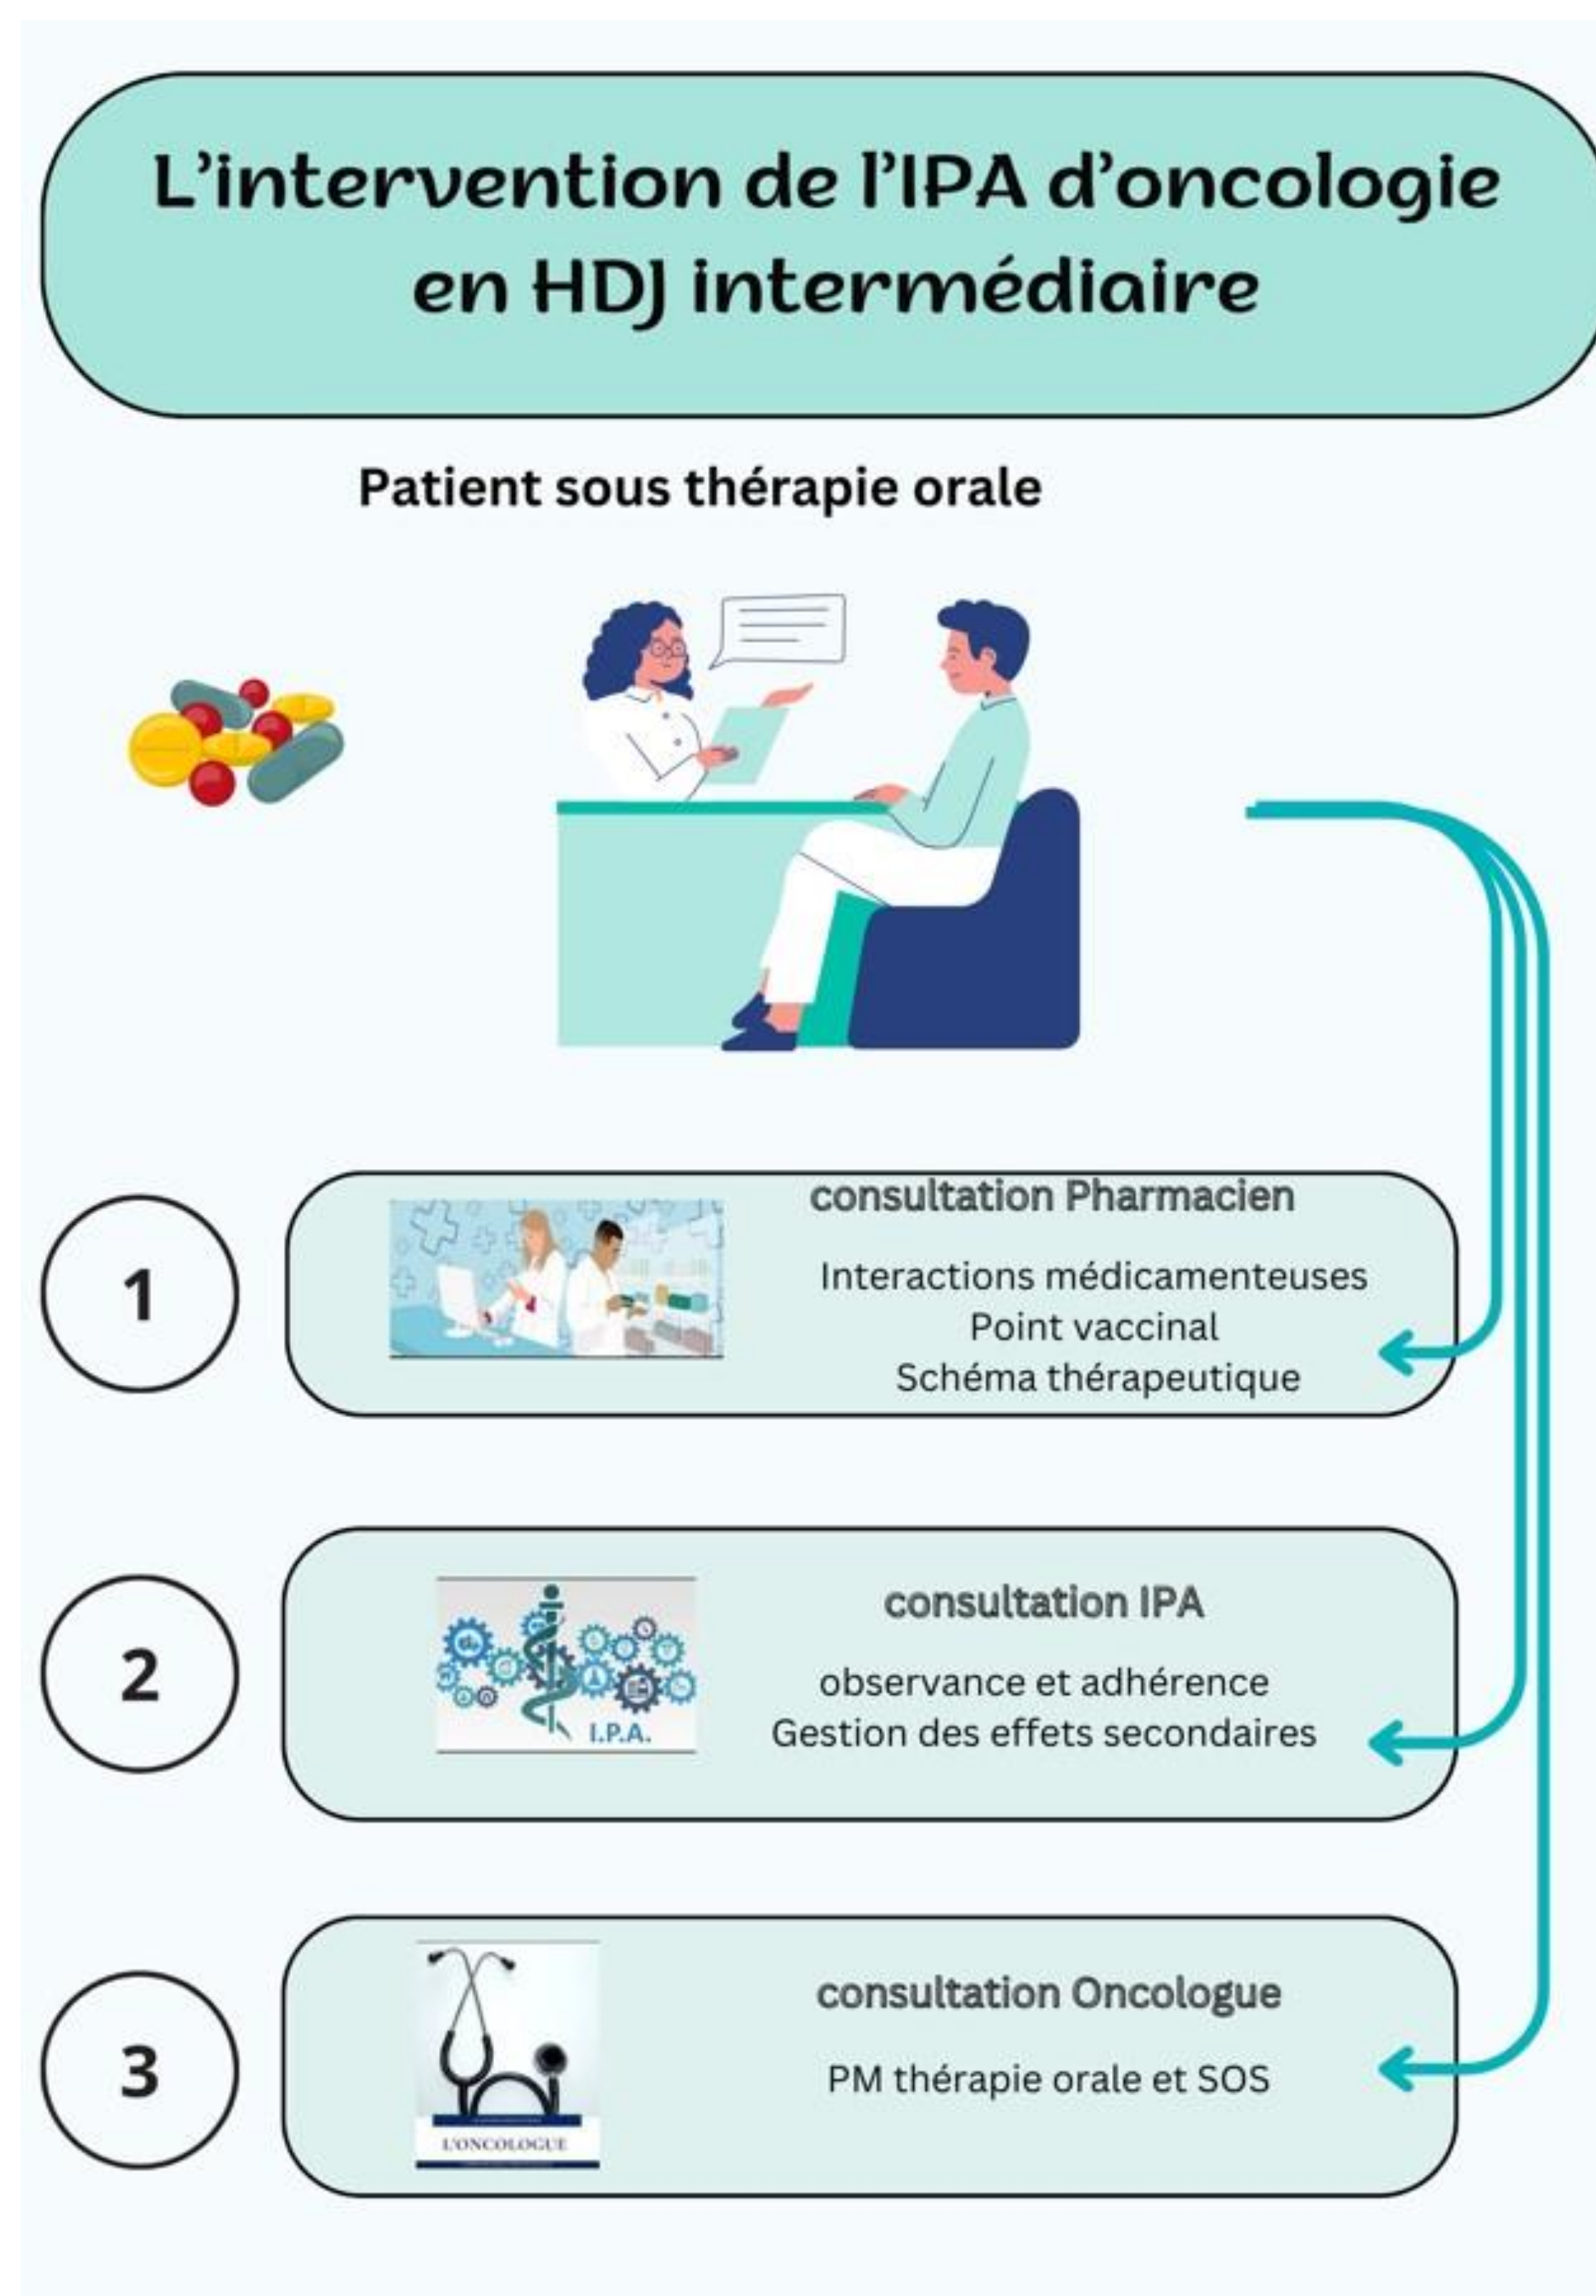 L'intervention de l'IPA d'oncologie
en HDJ intermédiaire
Patient sous thérapie orale
1
consultation Pharmacien
Interactions médicamenteuses
Point vaccinal
Schéma thérapeutique
2
I.P.A.
consultation IPA
observance et adhérence
Gestion des effets secondaires
3
L'ONCOLOGUE
consultation Oncologue
PM thérapie orale et SOS